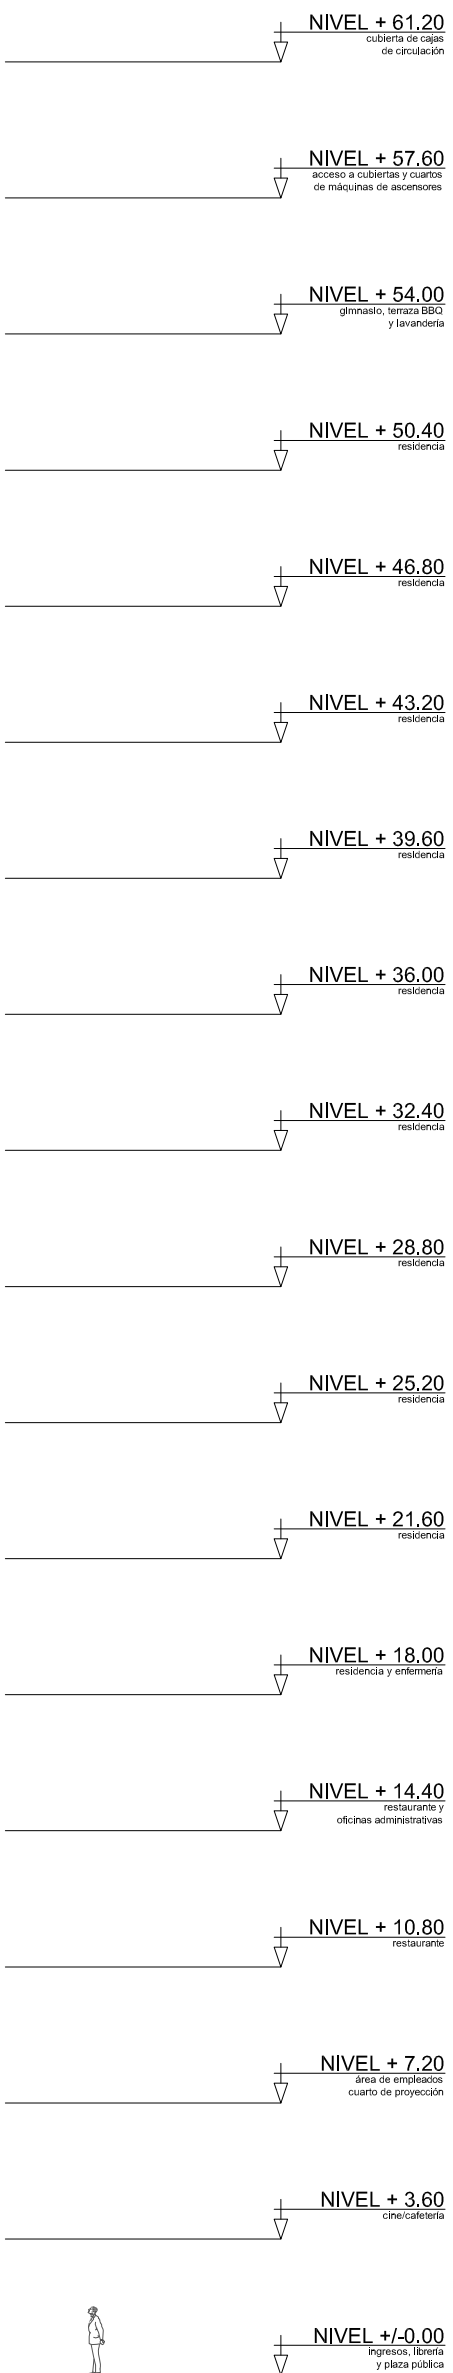 NIVEL + 61.20
cubierta de cajas
de circulación
NIVEL + 57.60
acceso a cubiertas y cuartos
de máquinas de ascensores
NIVEL + 54.00
gimnasio, terraza BBQ
y lavandería
NIVEL + 50.40
residencia
NIVEL + 46.80
residencia
NIVEL + 43.20
residencia
NIVEL + 39.60
residencia
NIVEL + 36.00
residencia
NIVEL + 32.40
residencia
NIVEL + 28.80
residencia
NIVEL + 25.20
residencia
NIVEL + 21.60
residencia
NIVEL + 18.00
residencia y enfermería
NIVEL + 14.40
restaurante y
oficinas administrativas
NIVEL + 10.80
restaurante
NIVEL + 7.20
área de empleados
cuarto de proyección
NIVEL + 3.60
cine/cafetería
NIVEL +/-0.00
ingresos, librería
y plaza pública